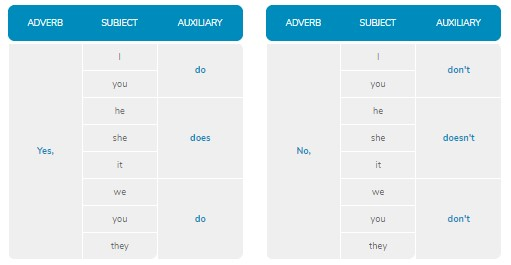 ADVERB SUBJECT AUXILIARY
Yes,
I
you
do
he
she
it
does
we
you
they
do
ADVERB SUBJECT AUXILIARY
No,
I
you
don't
he
she
it
doesn't
we
you
they
don't